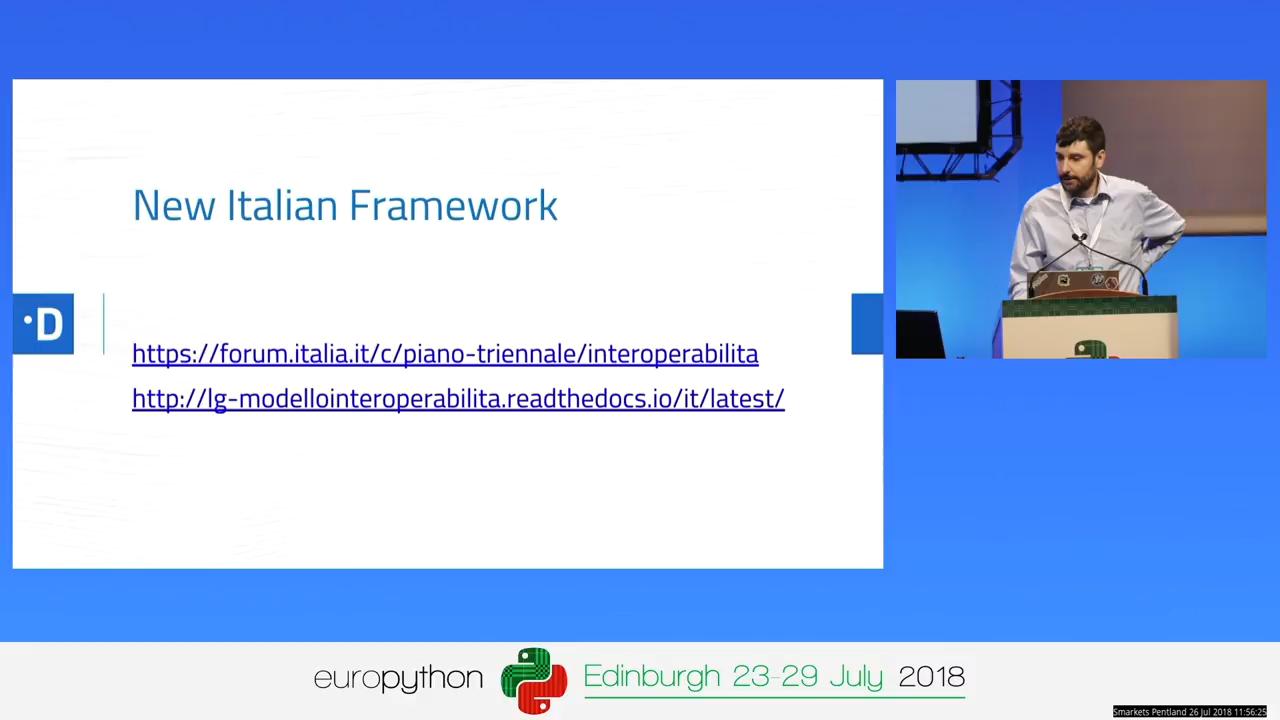 New Italian Framework
·D
https://forum.italia.it/c/piano-triennale/interoperabilita
http://lg-modellointeroperabilita.readthedocs.io/it/latest/
europython
Edinburgh 23-29 July 2018
Smarkets Pentland 26 Jul 2018 11:56:25